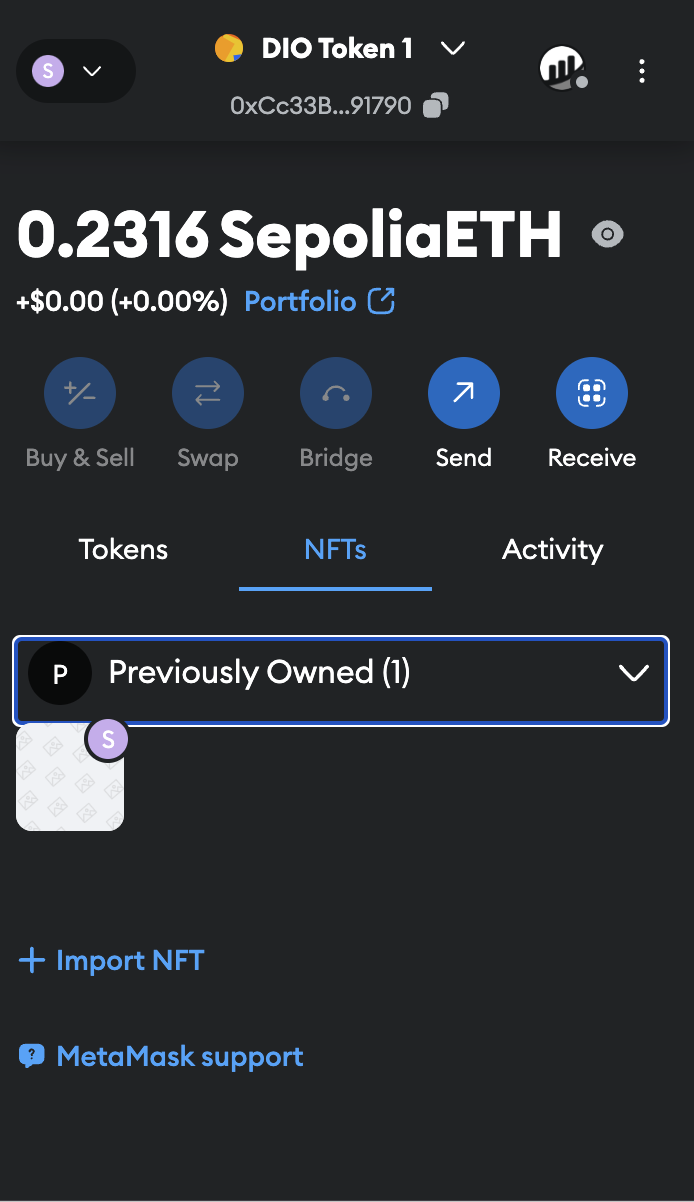 S
DIO Token 1
0xCc33B...91790
0.2316 SepoliaETH
+$0.00 (+0.00%) Portfolio
Buy & Sell
Swap
Bridge
Send
Receive
Tokens
NFTs
Activity
P
Previously Owned (1)
S
Import NFT
MetaMask support